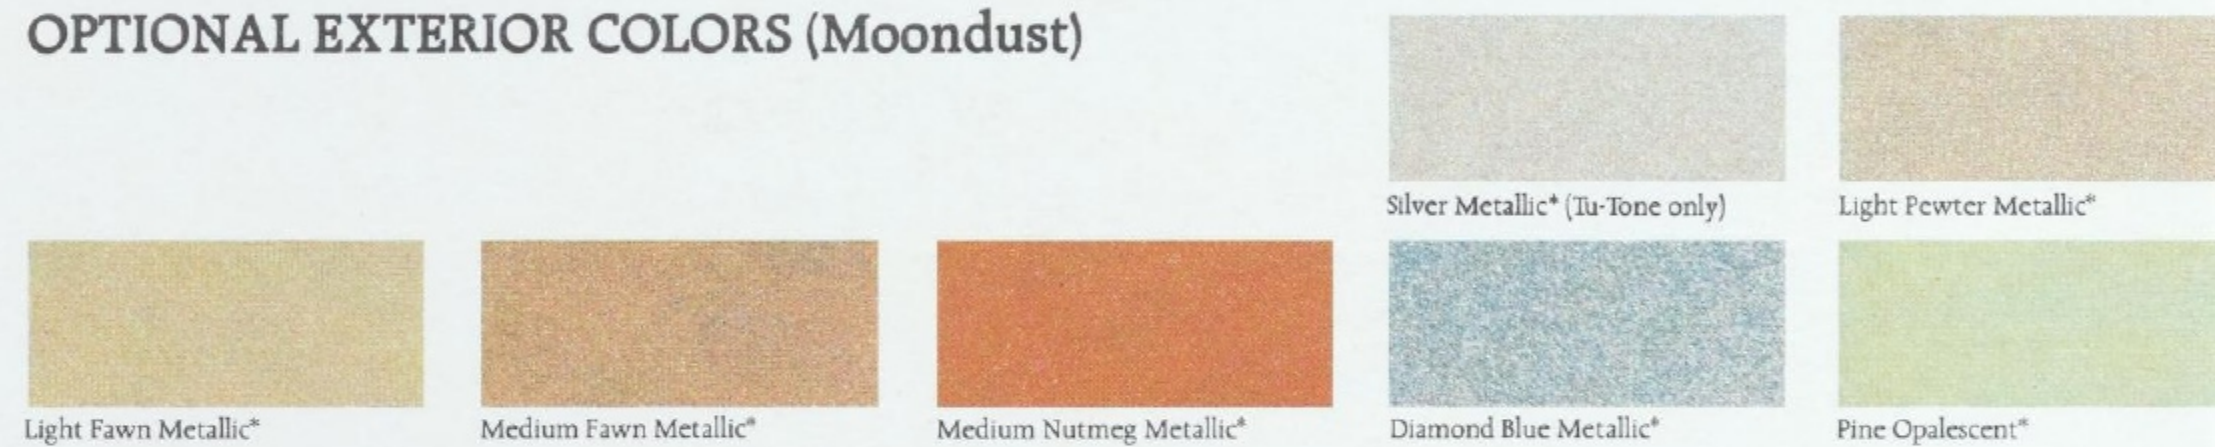 OPTIONAL EXTERIOR COLORS (Moondust)
Silver Metallic* (Tu-Tone only)
Light Pewter Metallic*
Light Fawn Metallic*
Medium Fawn Metallic*
Medium Nutmeg Metallic*
Diamond Blue Metallic*
Pine Opalescent*